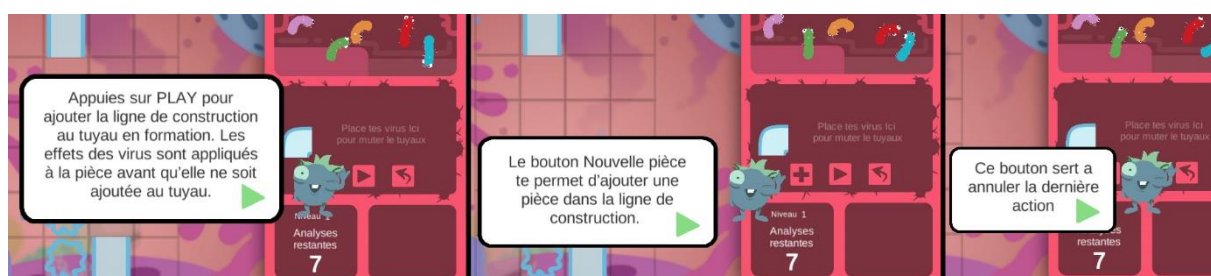 Appuies sur PLAY pour
ajouter la ligne de construction
au tuyau en formation. Les
effets des virus sont appliqués
à la pièce avant qu'elle ne soit
ajoutée au tuyau.
Place tes virus Ici
pour muter le tuyaux
Niveau 1
Analyses
restantes
7
Le bouton Nouvelle pièce
te permet d'ajouter une
pièce dans la ligne de
construction.
Place tes virus Ici
pour muter le tuyaux
Niveau 1
Analyses
restantes
7
Ce bouton sert a
annuler la dernière
action
Place tes virus Ici
pour muter le tuyaux
restantes
7